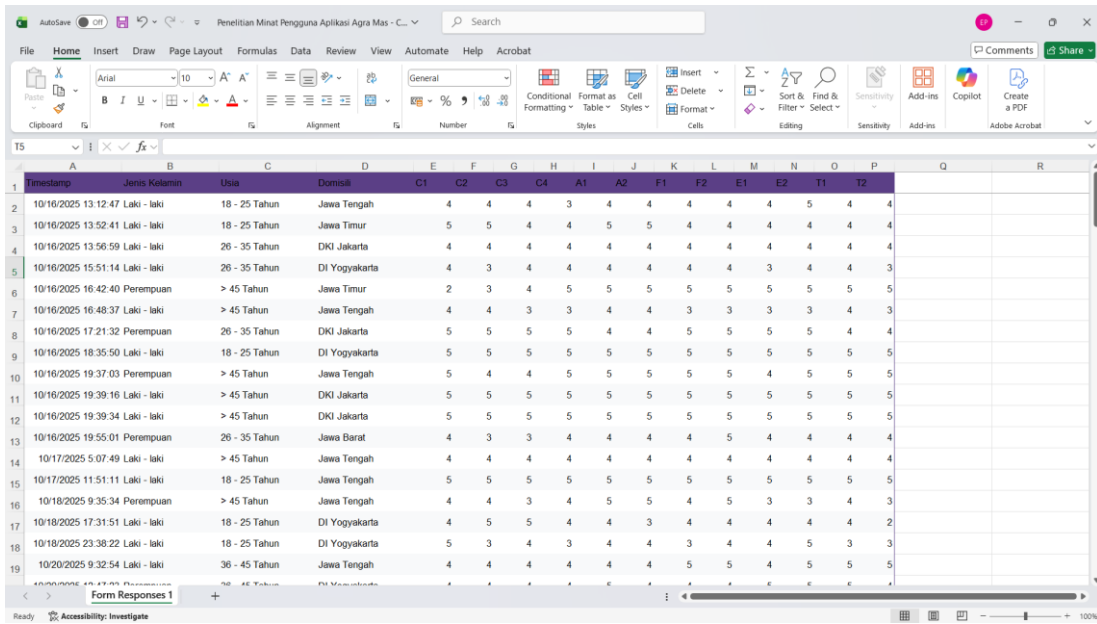 AutoSave Off Penelitian Minat Pengguna Aplikasi Agra Mas - C... Search EP
File Home Insert Draw Page Layout Formulas Data Review View Automate Help Acrobat Comments Share
Paste Arial 10 General Conditional Formatting Format as Table Cell Styles Insert Delete Format Sort & Filter Find & Select Sensitivity Add-ins Copilot Create a PDF
Clipboard Font Alignment Number Styles Cells Editing Sensitivity Add-ins Adobe Acrobat
T5 fx
A B C D E F G H I J K L M N O P Q R
1 Timestamp Jenis Kelamin Usia Domisili C1 C2 C3 C4 A1 A2 F1 F2 E1 E2 T1 T2
2 10/16/2025 13:12:47 Laki - laki 18 - 25 Tahun Jawa Tengah 4 4 4 3 4 4 4 4 4 5 4 4
3 10/16/2025 13:52:41 Laki - laki 18 - 25 Tahun Jawa Timur 5 5 4 4 5 5 4 4 4 4 4 4
4 10/16/2025 13:56:59 Laki - laki 26 - 35 Tahun DKI Jakarta 4 4 4 4 4 4 4 4 4 4 4 4
5 10/16/2025 15:51:14 Laki - laki 26 - 35 Tahun DI Yogyakarta 4 3 4 4 4 4 4 4 3 4 4 3
6 10/16/2025 16:42:40 Perempuan > 45 Tahun Jawa Timur 2 3 4 5 5 5 5 5 5 5 5 5
7 10/16/2025 16:48:37 Laki - laki > 45 Tahun Jawa Tengah 4 4 3 3 4 4 3 3 3 3 4 3
8 10/16/2025 17:21:32 Perempuan 26 - 35 Tahun DKI Jakarta 5 5 5 5 4 4 5 5 5 5 4 4
9 10/16/2025 18:35:50 Laki - laki 18 - 25 Tahun DI Yogyakarta 5 5 5 5 5 5 5 5 5 5 5 5
10 10/16/2025 19:37:03 Perempuan > 45 Tahun Jawa Tengah 5 4 4 5 5 5 5 5 4 5 5 5
11 10/16/2025 19:39:16 Laki - laki > 45 Tahun DKI Jakarta 5 5 5 5 5 5 5 5 5 5 5 5
12 10/16/2025 19:39:34 Laki - laki > 45 Tahun DKI Jakarta 5 5 5 5 5 5 5 5 5 5 5 5
13 10/16/2025 19:55:01 Perempuan 26 - 35 Tahun Jawa Barat 4 3 3 4 4 4 4 5 4 4 4 4
14 10/17/2025 5:07:49 Laki - laki > 45 Tahun Jawa Tengah 4 4 4 4 4 4 4 4 4 4 4 4
15 10/17/2025 11:51:11 Laki - laki 18 - 25 Tahun Jawa Tengah 5 5 5 5 5 5 5 5 5 5 5 5
16 10/18/2025 9:35:34 Perempuan > 45 Tahun Jawa Tengah 4 4 3 4 5 5 4 5 3 3 4 3
17 10/18/2025 17:31:51 Laki - laki 18 - 25 Tahun DI Yogyakarta 4 5 5 4 4 3 4 4 4 4 4 2
18 10/18/2025 23:38:22 Laki - laki 18 - 25 Tahun DI Yogyakarta 5 3 4 3 4 4 3 4 4 5 3 3
19 10/20/2025 9:32:54 Laki - laki 36 - 45 Tahun Jawa Tengah 4 4 4 4 4 4 5 5 4 5 5 5
Form Responses 1
Ready Accessibility: Investigate 100%